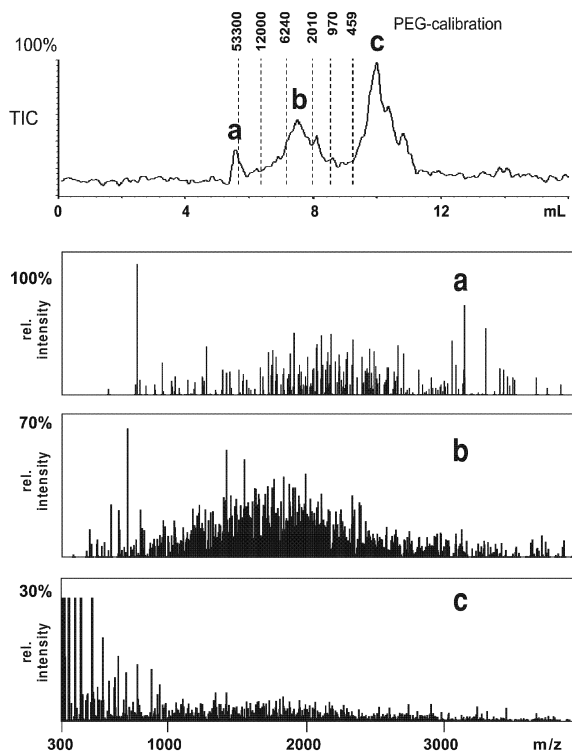 PEG-calibration
53300
12000
6240
2010
970
459
100%
TIC
a
b
c
0
4
8
12
mL
100%
rel.
intensity
a
70%
rel.
intensity
b
30%
rel.
intensity
c
300
1000
2000
3000
m/z